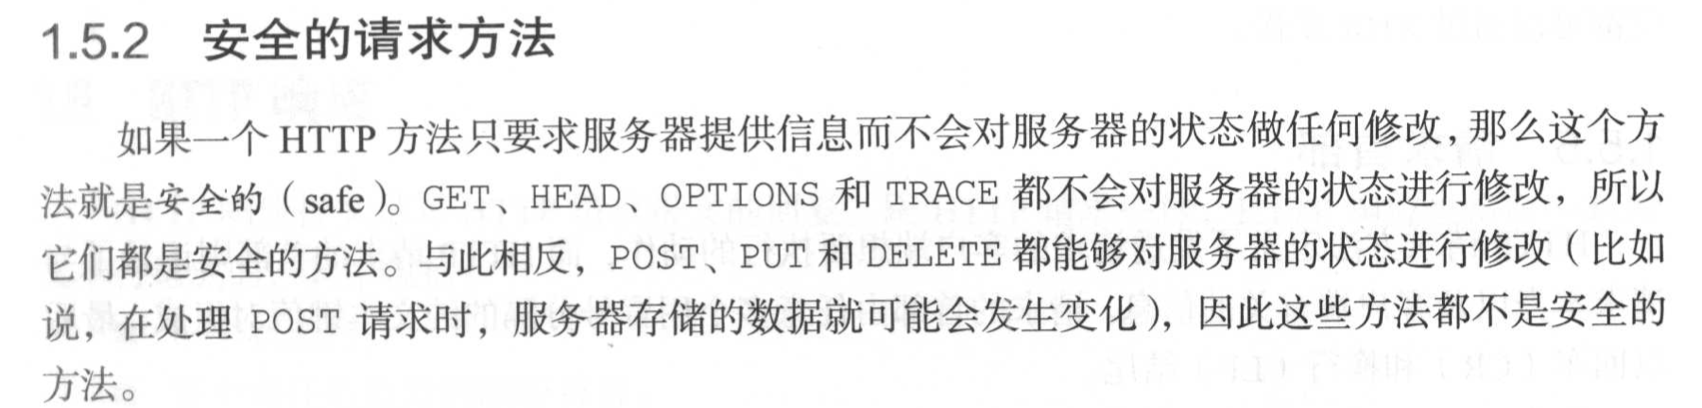 1.5.2 安全的请求方法
如果一个 HTTP 方法只要求服务器提供信息而不会对服务器的状态做任何修改，那么这个方
法就是安全的（safe）。GET、HEAD、OPTIONS 和 TRACE 都不会对服务器的状态进行修改，所以
它们都是安全的方法。与此相反，POST、PUT 和 DELETE 都能够对服务器的状态进行修改（比如
说，在处理 POST 请求时，服务器存储的数据就可能会发生变化），因此这些方法都不是安全的
方法。